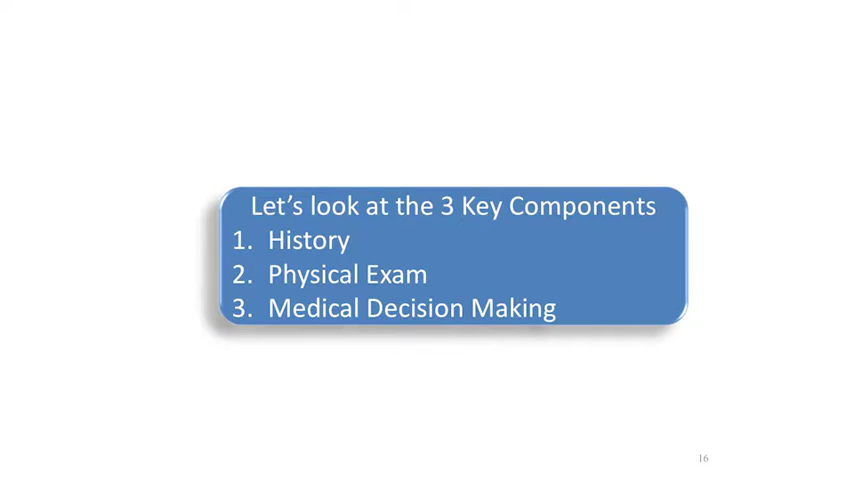 Let’s look at the 3 Key Components
1. History
2. Physical Exam
3. Medical Decision Making
16